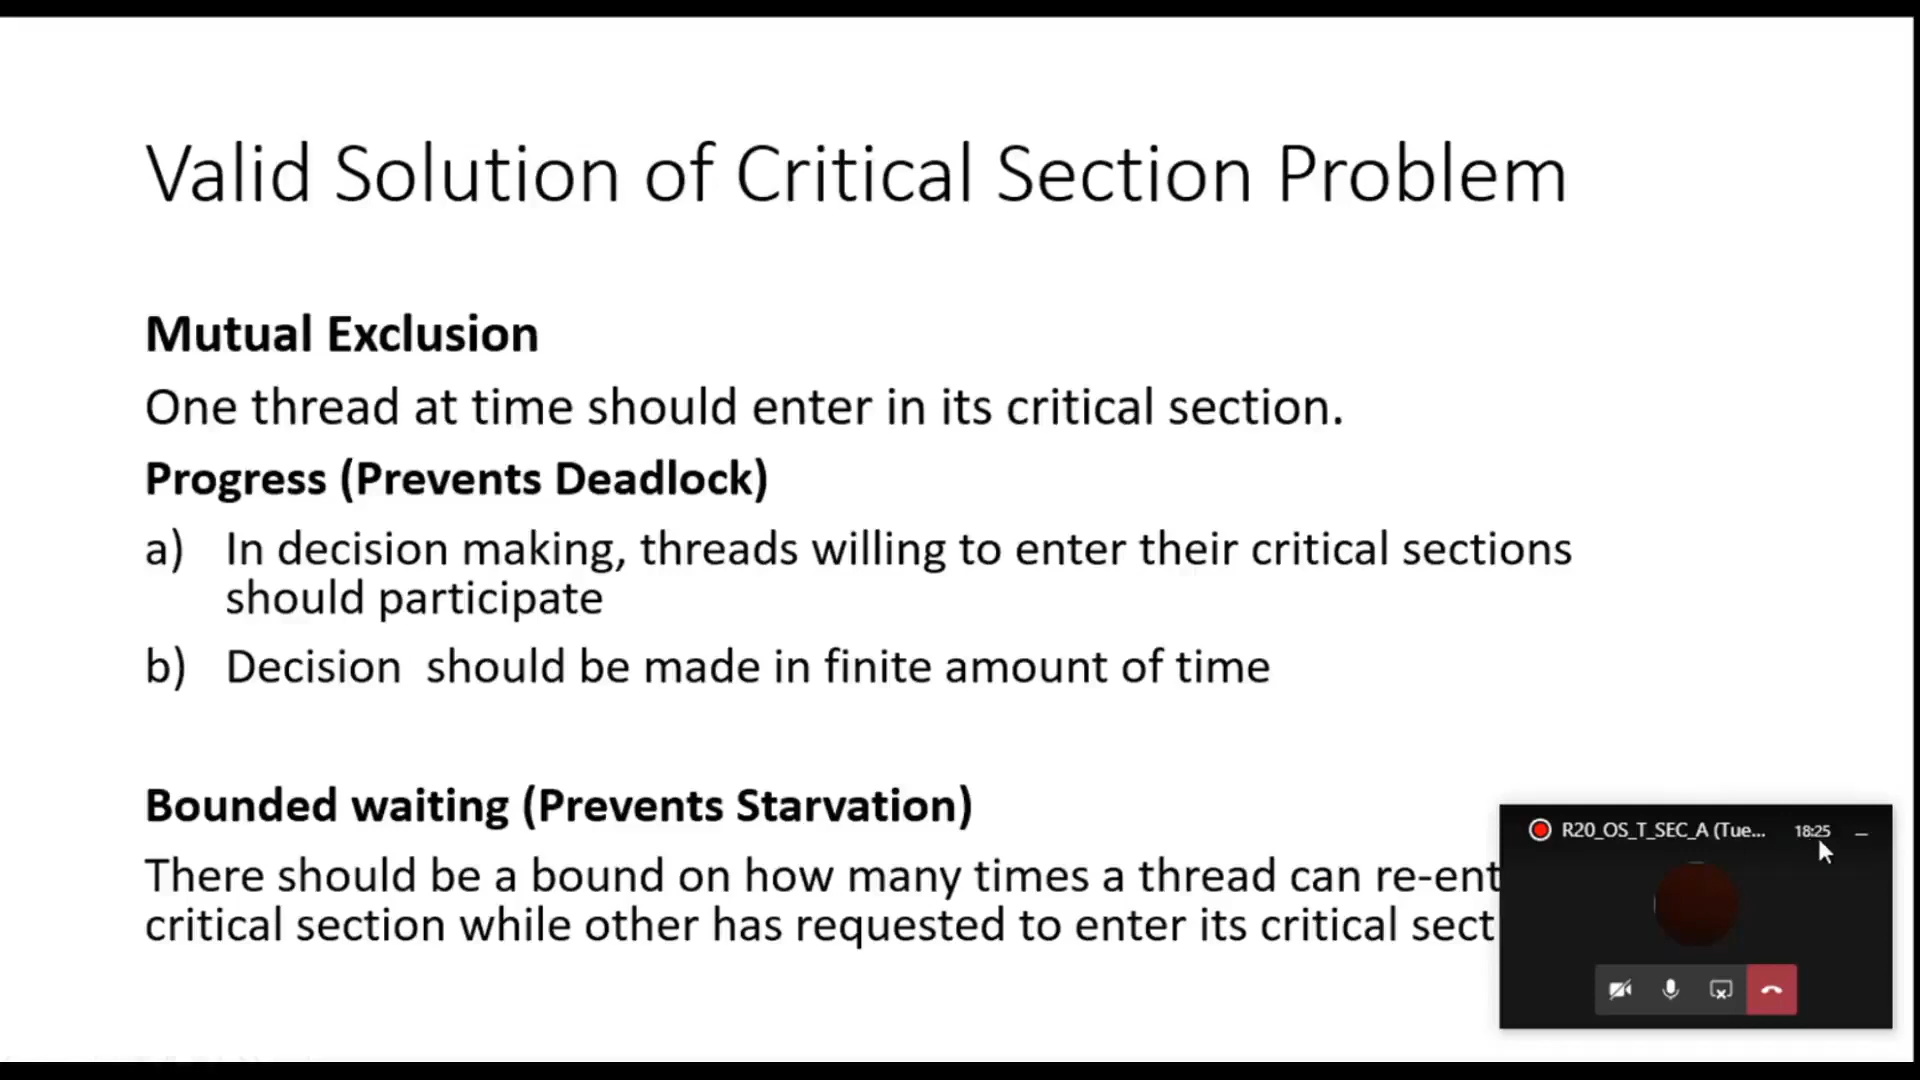 Valid Solution of Critical Section Problem
Mutual Exclusion
One thread at time should enter in its critical section.
Progress (Prevents Deadlock)
a) In decision making, threads willing to enter their critical sections
should participate
b) Decision should be made in finite amount of time
Bounded waiting (Prevents Starvation)
There should be a bound on how many times a thread can re-ent
critical section while other has requested to enter its critical sect
R20_OS_T_SEC_A (Tue... 18:25